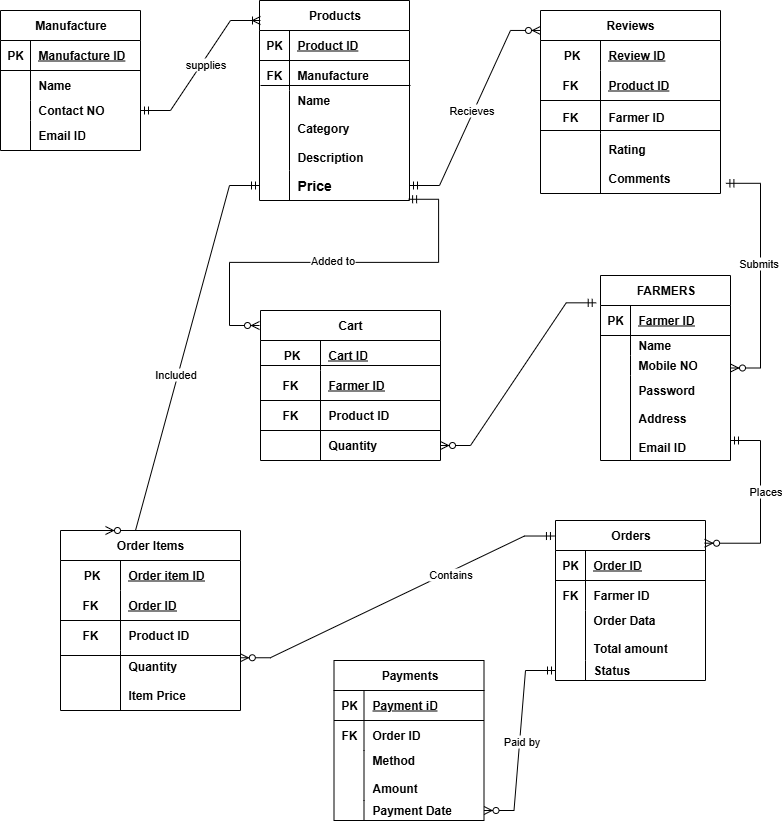 Manufacture
PK Manufacture ID
Name
Contact NO
Email ID
supplies
Products
PK Product ID
FK Manufacture
Name
Category
Description
Price
Recieves
Reviews
PK Review ID
FK Product ID
FK Farmer ID
Rating
Comments
Submits
Added to
Cart
PK Cart ID
FK Farmer ID
FK Product ID
Quantity
FARMERS
PK Farmer ID
Name
Mobile NO
Password
Address
Email ID
Included
Places
Order Items
PK Order item ID
FK Order ID
FK Product ID
Quantity
Item Price
Contains
Orders
PK Order ID
FK Farmer ID
Order Data
Total amount
Status
Payments
PK Payment iD
FK Order ID
Method
Amount
Payment Date
Paid by